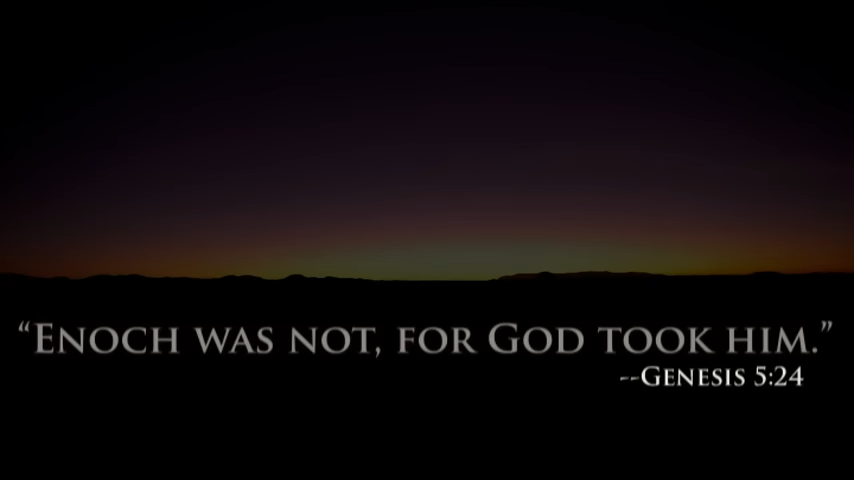 “Enoch was not, for God took him.”
--Genesis 5:24